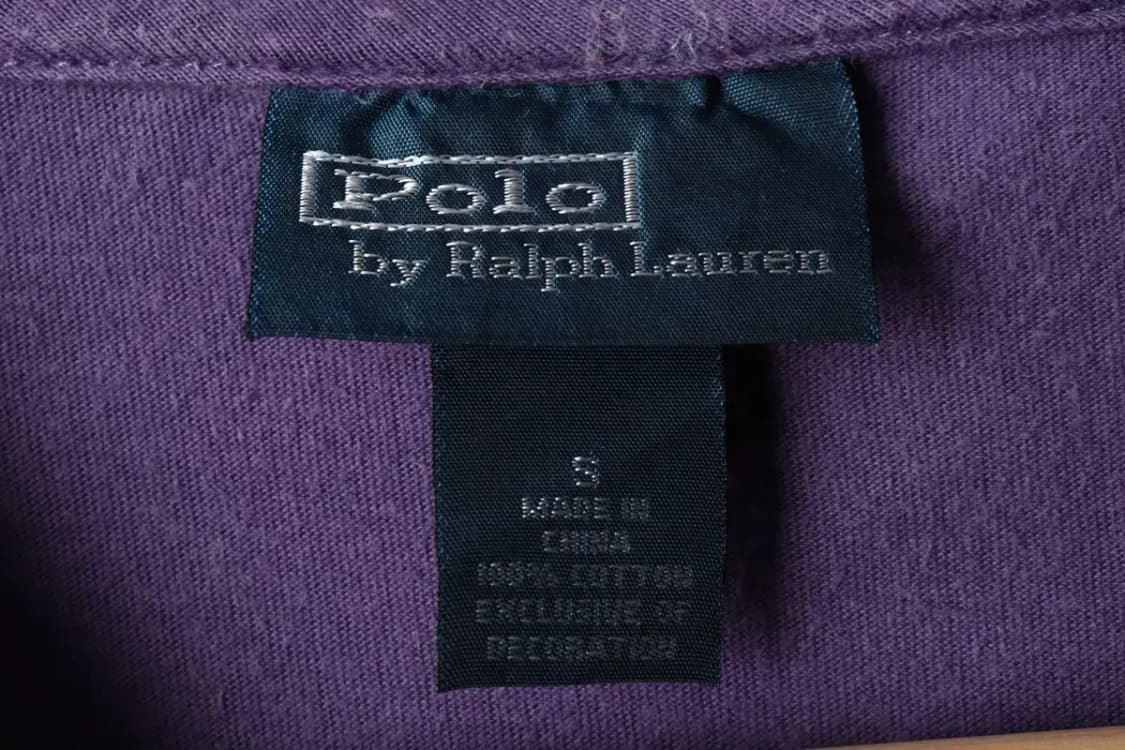 Polo
by Ralph Lauren
S
MADE IN
CHINA
100% COTTON
EXCLUSIVE OF
DECORATION